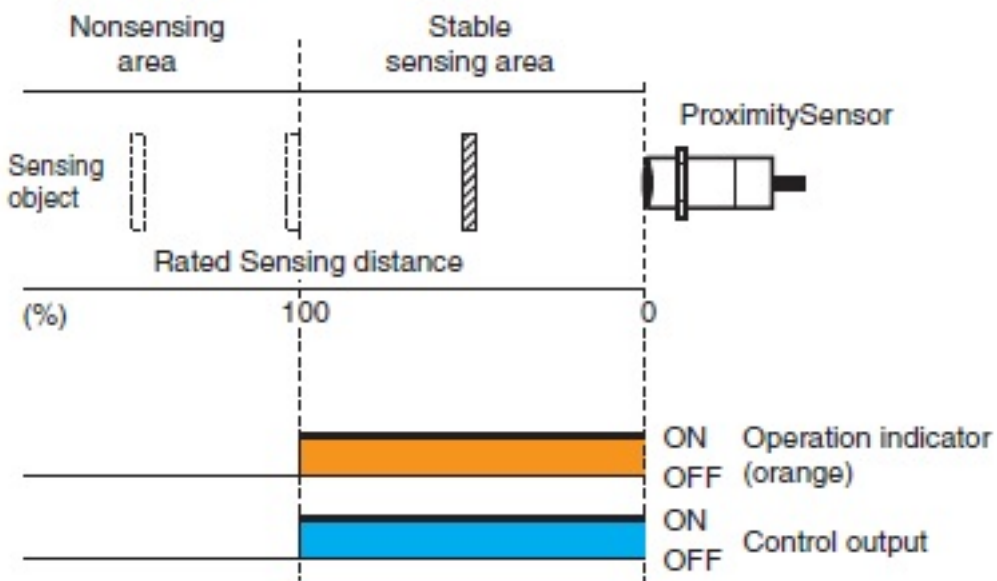 Nonsensing
area
Stable
sensing area
ProximitySensor
Sensing
object
Rated Sensing distance
(%)
100
0
ON
OFF
Operation indicator
(orange)
ON
OFF
Control output